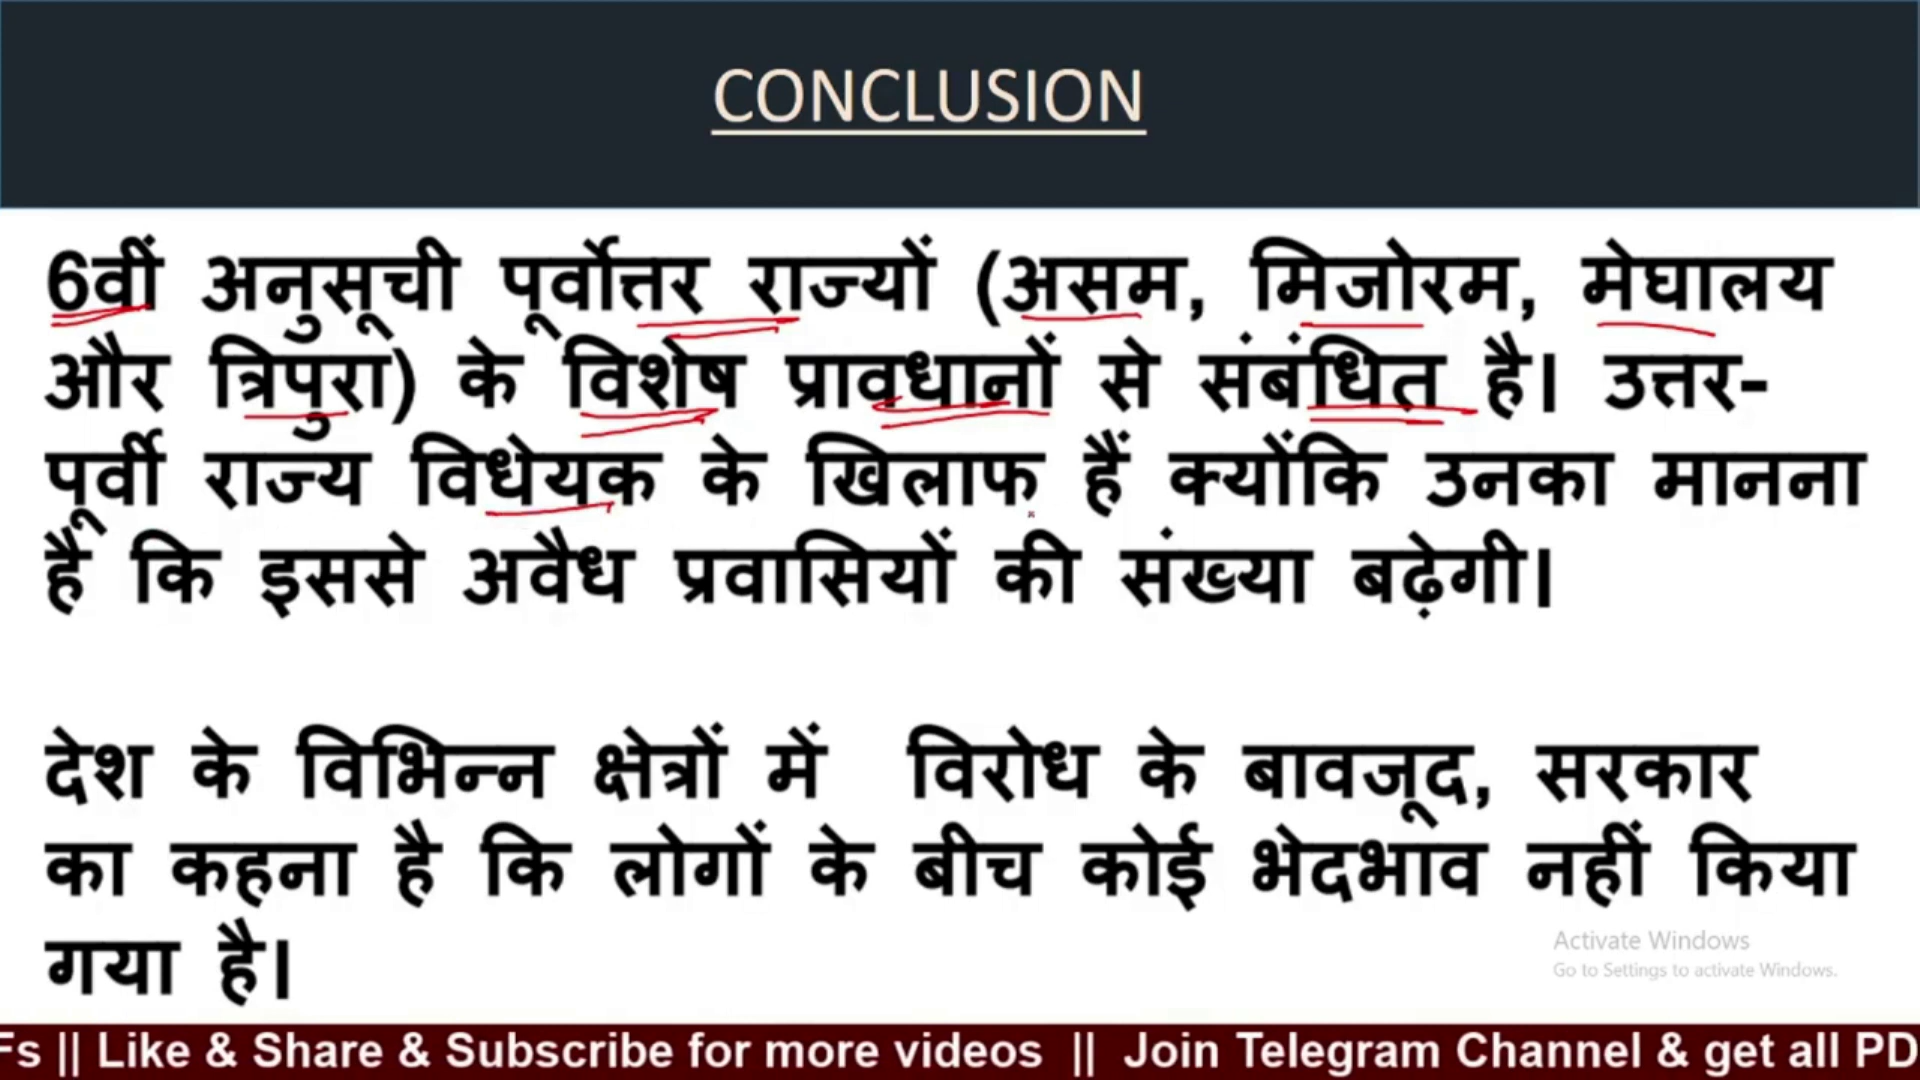 CONCLUSION
6वीं अनुसूची पूर्वोत्तर राज्यों (असम, मिजोरम, मेघालय
और त्रिपुरा) के विशेष प्रावधानों से संबंधित है। उत्तर-
पूर्वी राज्य विधेयक के खिलाफ हैं क्योंकि उनका मानना
है कि इससे अवैध प्रवासियों की संख्या बढ़ेगी।
देश के विभिन्न क्षेत्रों में विरोध के बावजूद, सरकार
का कहना है कि लोगों के बीच कोई भेदभाव नहीं किया
गया है।
Activate Windows
Go to Settings to activate Windows.
Fs || Like & Share & Subscribe for more videos || Join Telegram Channel & get all PD